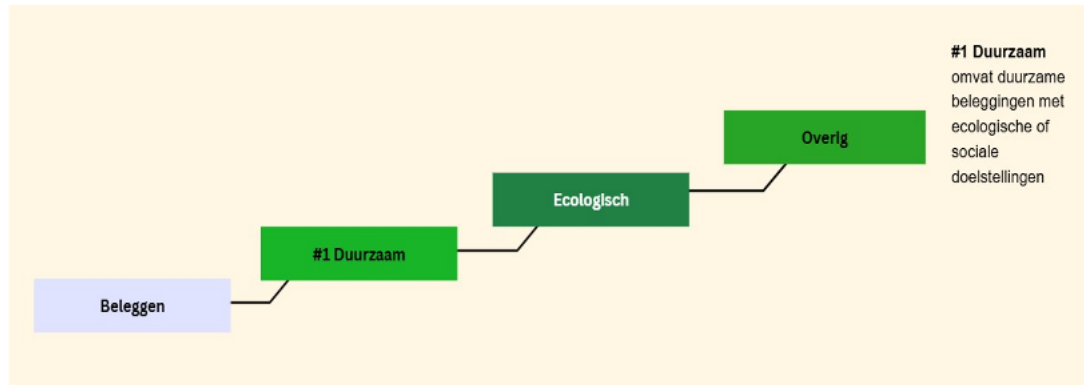 #1 Duurzaam
omvat duurzame
beleggingen met
ecologische of
sociale
doelstellingen
Overig
Ecologisch
#1 Duurzaam
Beleggen